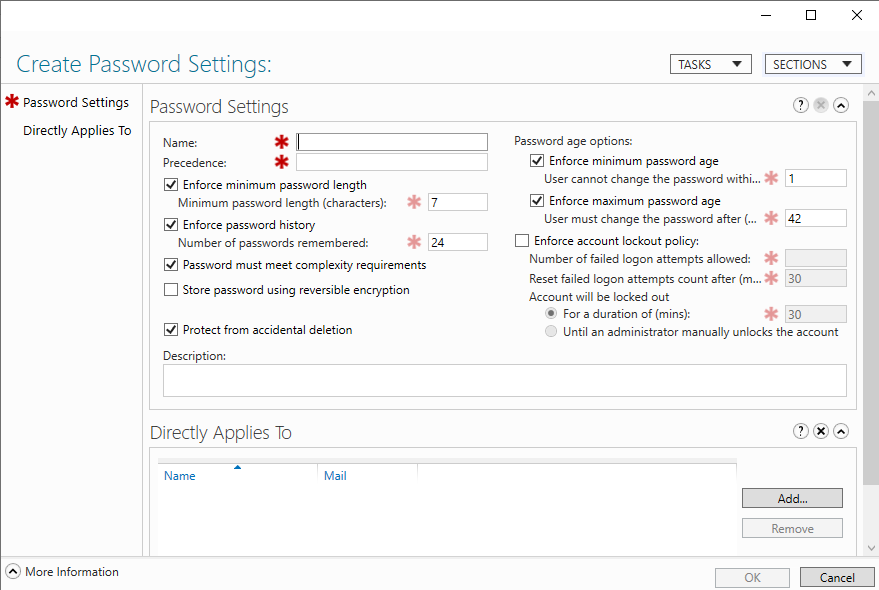 Create Password Settings:
TASKS
SECTIONS
Password Settings
Directly Applies To
Password Settings
Name:
Precedence:
Enforce minimum password length
Minimum password length (characters):
7
Enforce password history
Number of passwords remembered:
24
Password must meet complexity requirements
Store password using reversible encryption
Protect from accidental deletion
Password age options:
Enforce minimum password age
User cannot change the password withi...
1
Enforce maximum password age
User must change the password after (...
42
Enforce account lockout policy:
Number of failed logon attempts allowed:
Reset failed logon attempts count after (m...
30
Account will be locked out
For a duration of (mins):
30
Until an administrator manually unlocks the account
Description:
Directly Applies To
Name
Mail
Add...
Remove
More Information
OK
Cancel